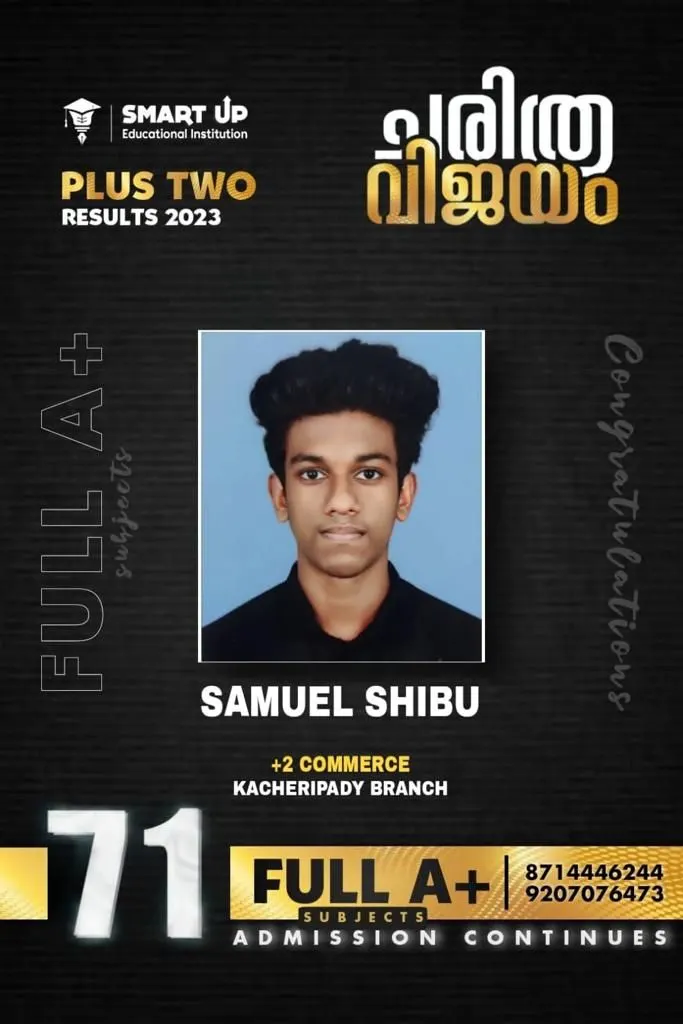 SMART UP
Educational Institution
PLUS TWO
RESULTS 2023
ചരിത്ര
വിജയം
FULL A+
subjects
Congratulations
SAMUEL SHIBU
+2 COMMERCE
KACHERIPADY BRANCH
71
FULL A+
SUBJECTS
8714446244
9207076473
ADMISSION CONTINUES